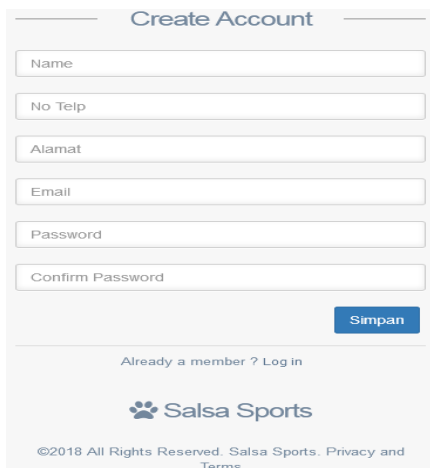 Create Account
Name
No Telp
Alamat
Email
Password
Confirm Password
Simpan
Already a member ? Log in
Salsa Sports
©2018 All Rights Reserved. Salsa Sports. Privacy and
Terms